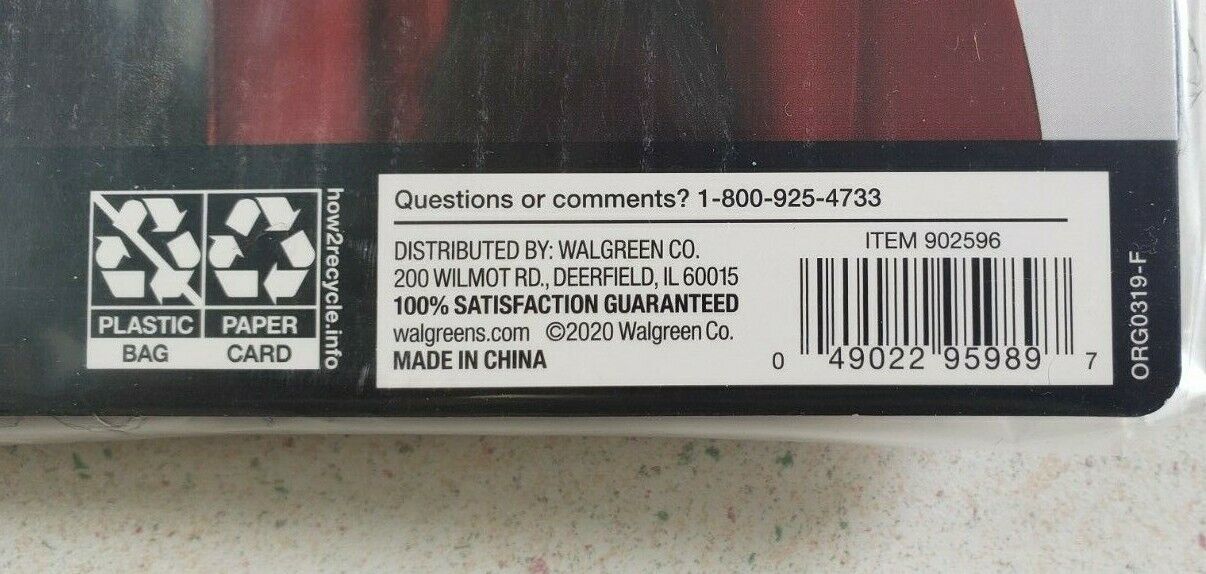 Questions or comments? 1-800-925-4733
DISTRIBUTED BY: WALGREEN CO.
200 WILMOT RD., DEERFIELD, IL 60015
100% SATISFACTION GUARANTEED
walgreens.com ©2020 Walgreen Co.
MADE IN CHINA
ITEM 902596
0 49022 95989 7
ORG0319-F
PLASTIC
BAG
PAPER
CARD
how2recycle.info